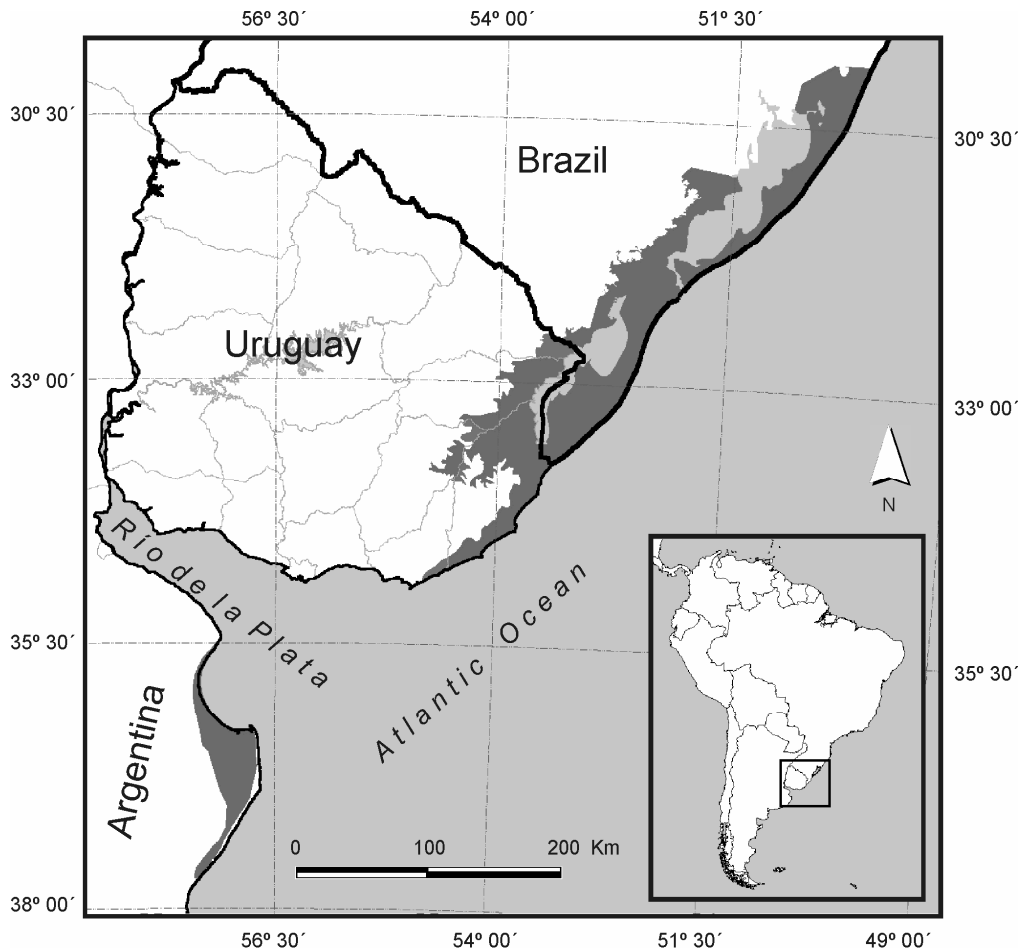 56º 30´ 54º 00´ 51º 30´
30º 30´
30º 30´
Brazil
Uruguay
33º 00´
33º 00´
N
Río de la Plata
Atlantic Ocean
35º 30´
35º 30´
Argentina
0 100 200 Km
38º 00´
56º 30 54º 00´ 51º 30´ 49º 00´